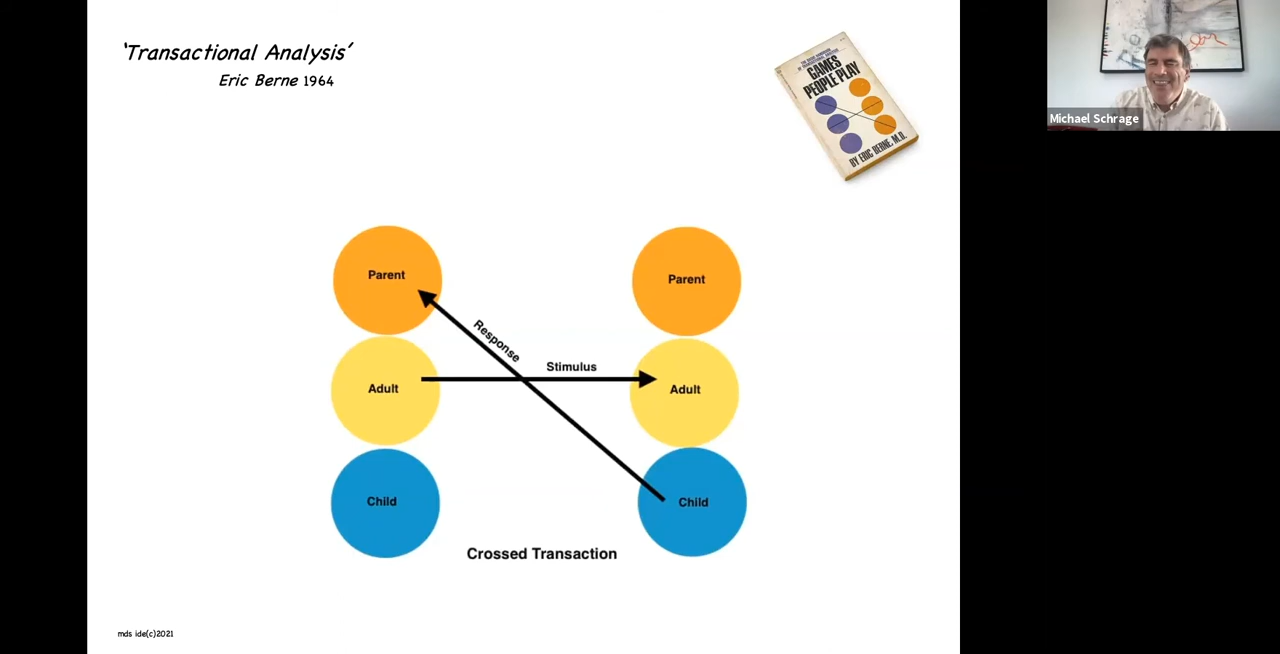 'Transactional Analysis'
Eric Berne 1964
GAMES
PEOPLE PLAY
BY ERIC BERNE, M.D.
Michael Schrage
Parent
Parent
Response
Stimulus
Adult
Adult
Child
Child
Crossed Transaction
mds ide(c)2021